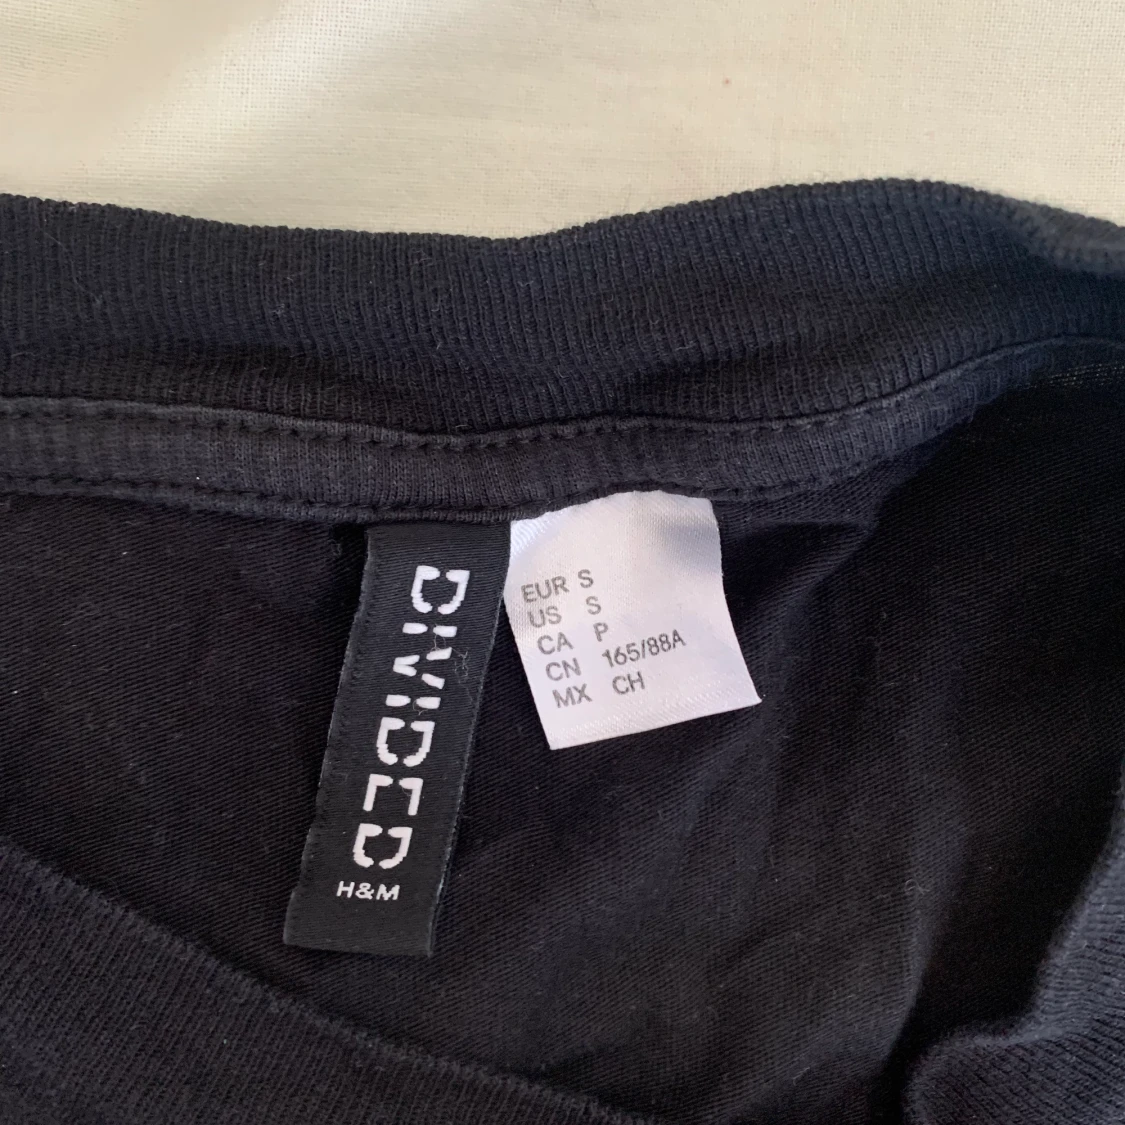 DIVIDED
H&M
EUR S
US S
CA P
CN 165/88A
MX CH